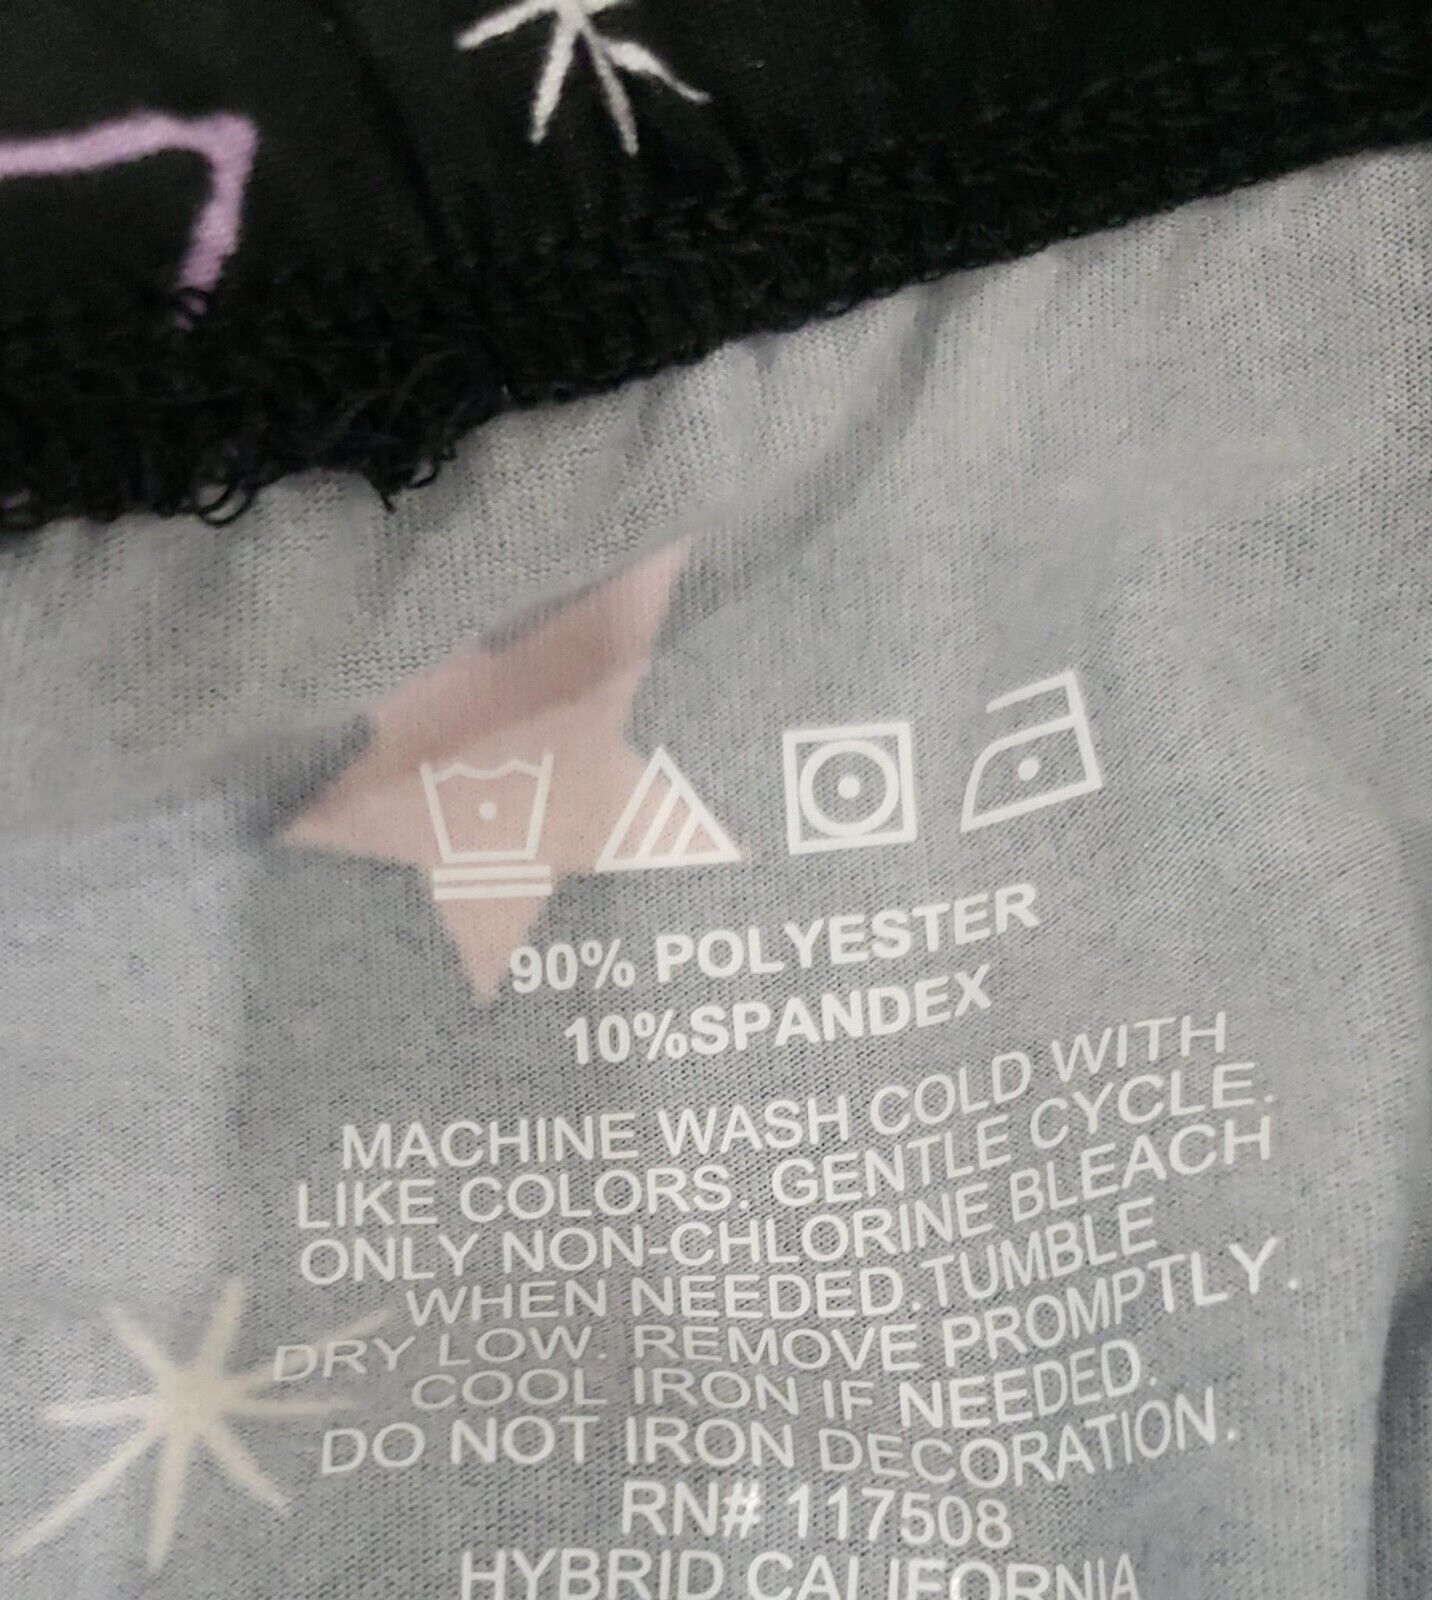 90% POLYESTER
10%SPANDEX
MACHINE WASH COLD WITH
LIKE COLORS. GENTLE CYCLE.
ONLY NON-CHLORINE BLEACH
WHEN NEEDED.TUMBLE
DRY LOW. REMOVE PROMPTLY.
COOL IRON IF NEEDED.
DO NOT IRON DECORATION.
RN# 117508
HYBRID CALIFORNIA